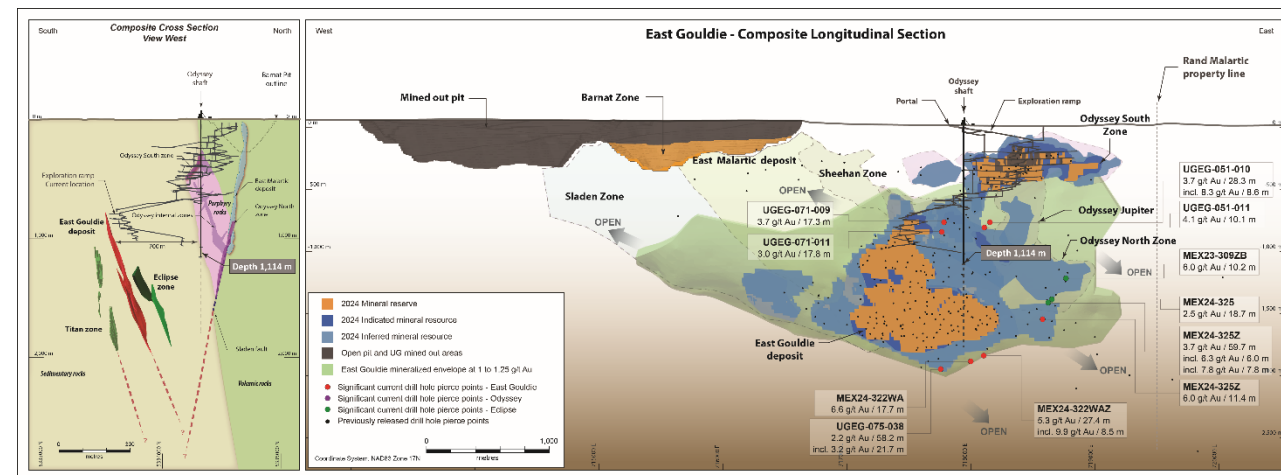 Composite Cross Section
View West
South
North
Odyssey
shaft
Barnat Pit
outline
Odyssey South zone
Exploration ramp
Current location
East Malartic
deposit
Porphyry
rocks
Odyssey internal zones
Odyssey North
zone
East Gouldie
deposit
700 m
Depth 1,114 m
Eclipse
zone
Titan zone
Sladen fault
Sedimentary rocks
Volcanic rocks
?
?
?
0
500
metres
West
East Gouldie - Composite Longitudinal Section
East
Rand Malartic
property line
Odyssey
shaft
Portal
Exploration ramp
Mined out pit
Barnat Zone
Odyssey South
Zone
East Malartic deposit
Sheehan Zone
Sladen Zone
OPEN
OPEN
UGEG-051-010
3.7 g/t Au / 28.3 m
incl. 8.3 g/t Au / 8.6 m
UGEG-051-011
4.1 g/t Au / 10.1 m
UGEG-071-009
3.7 g/t Au / 17.3 m
UGEG-071-011
3.0 g/t Au / 17.8 m
Odyssey Jupiter
Odyssey North Zone
Depth 1,114 m
OPEN
MEX23-309ZB
6.0 g/t Au / 10.2 m
MEX24-325
2.5 g/t Au / 18.7 m
MEX24-325Z
3.7 g/t Au / 59.7 m
incl. 6.3 g/t Au / 6.0 m
incl. 7.8 g/t Au / 7.8 m
MEX24-325Z
6.0 g/t Au / 11.4 m
East Gouldie
deposit
OPEN
MEX24-322WA
6.6 g/t Au / 17.7 m
UGEG-075-038
2.2 g/t Au / 58.2 m
incl. 3.2 g/t Au / 21.7 m
MEX24-322WAZ
5.3 g/t Au / 27.4 m
incl. 9.9 g/t Au / 8.5 m
OPEN
2024 Mineral reserve
2024 Indicated mineral resource
2024 Inferred mineral resource
Open pit and UG mined out areas
East Gouldie mineralized envelope at 1 to 1.25 g/t Au
Significant current drill hole pierce points - East Gouldie
Significant current drill hole pierce points - Odyssey
Significant current drill hole pierce points - Eclipse
Previously released drill hole pierce points
0
500
1,000
metres
Coordinate System, NAD83 Zone 17N